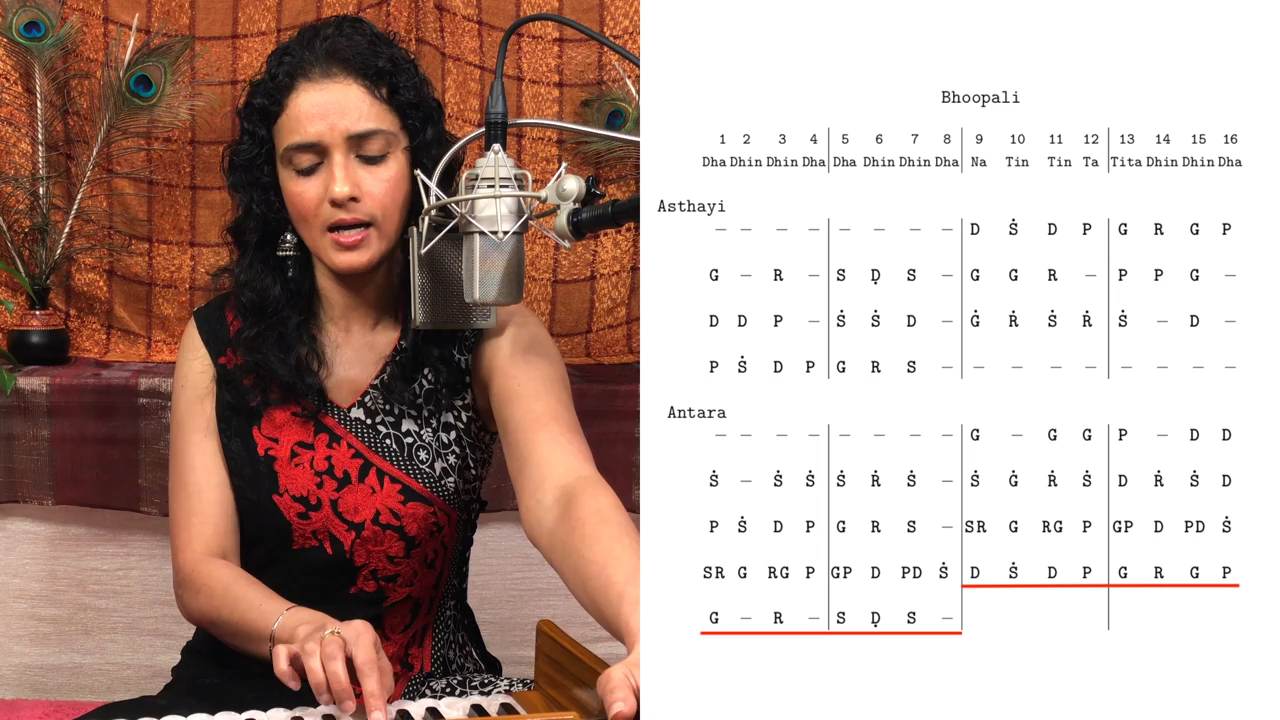 Bhoopali
1 2 3 4 5 6 7 8 9 10 11 12 13 14 15 16
Dha Dhin Dhin Dha Dha Dhin Dhin Dha Na Tin Tin Ta Tita Dhin Dhin Dha
Asthayi
– – – – – – – – D Ṡ D P G R G P
G – R – S Ḍ S – G G R – P P G –
D D P – Ṡ Ṡ D – Ġ Ṙ Ṡ Ṙ Ṡ – D –
P Ṡ D P G R S – – – – – – – – –
Antara
– – – – – – – – G – G G P – D D
Ṡ – Ṡ Ṡ Ṡ Ṙ Ṡ – Ṡ Ġ Ṙ Ṡ D Ṙ Ṡ D
P Ṡ D P G R S – SR G RG P GP D PD Ṡ
SR G RG P GP D PD Ṡ D Ṡ D P G R G P
G – R – S Ḍ S –